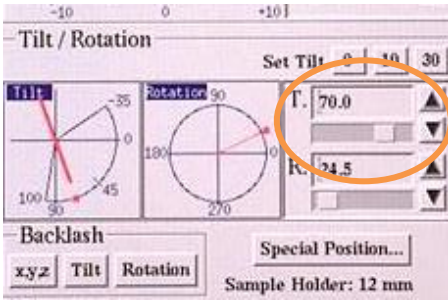 -10 0 +10
Tilt / Rotation
Set Tilt 0 10 30
Tilt -35 0 45 90 100
Rotation 90 0 180 270
T. 70.0
R. 24.5
Backlash
x,y,z Tilt Rotation
Special Position...
Sample Holder: 12 mm